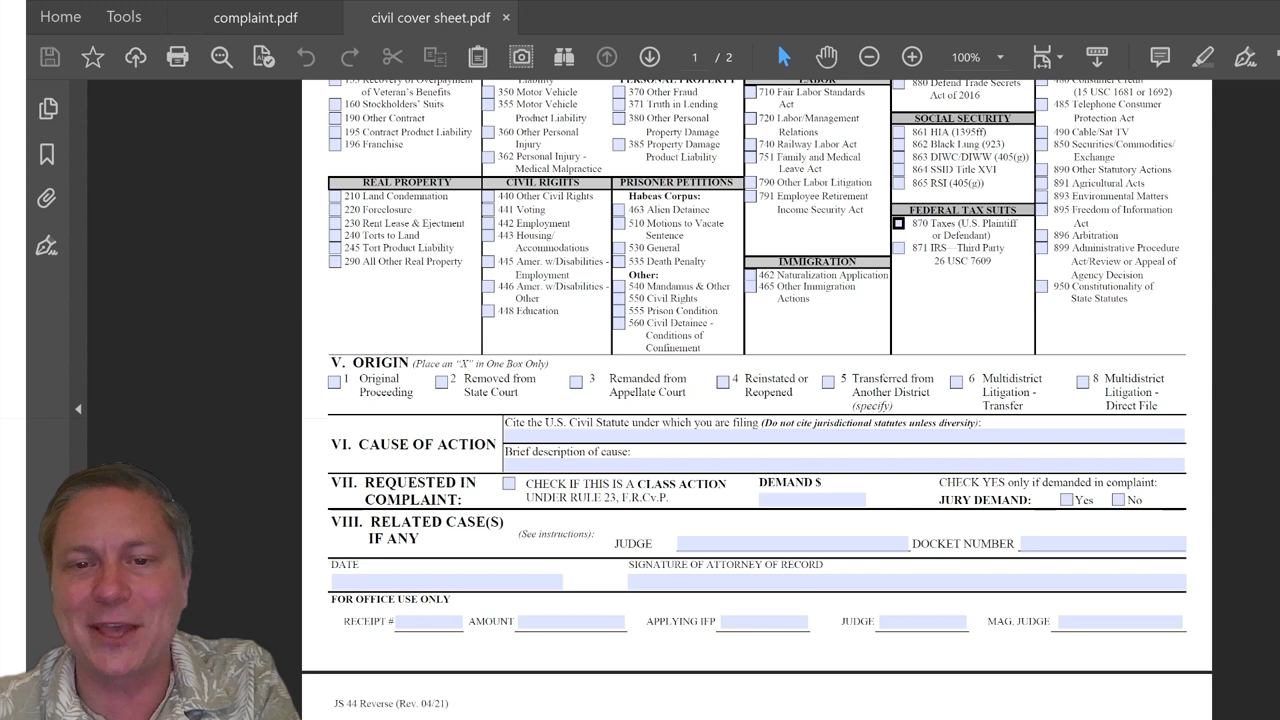 Home Tools complaint.pdf civil cover sheet.pdf ×
1 / 2 100%
153 Recovery of Overpayment
of Veteran's Benefits
160 Stockholders' Suits
190 Other Contract
195 Contract Product Liability
196 Franchise
Liability
350 Motor Vehicle
355 Motor Vehicle
Product Liability
360 Other Personal
Injury
362 Personal Injury -
Medical Malpractice
PERSONAL PROPERTY
370 Other Fraud
371 Truth in Lending
380 Other Personal
Property Damage
385 Property Damage
Product Liability
LABOR
710 Fair Labor Standards
Act
720 Labor/Management
Relations
740 Railway Labor Act
751 Family and Medical
Leave Act
790 Other Labor Litigation
791 Employee Retirement
Income Security Act
880 Defend Trade Secrets
Act of 2016
SOCIAL SECURITY
861 HIA (1395ff)
862 Black Lung (923)
863 DIWC/DIWW (405(g))
864 SSID Title XVI
865 RSI (405(g))
480 Consumer Credit
(15 USC 1681 or 1692)
485 Telephone Consumer
Protection Act
490 Cable/Sat TV
850 Securities/Commodities/
Exchange
890 Other Statutory Actions
891 Agricultural Acts
893 Environmental Matters
895 Freedom of Information
Act
896 Arbitration
899 Administrative Procedure
Act/Review or Appeal of
Agency Decision
950 Constitutionality of
State Statutes
REAL PROPERTY
210 Land Condemnation
220 Foreclosure
230 Rent Lease & Ejectment
240 Torts to Land
245 Tort Product Liability
290 All Other Real Property
CIVIL RIGHTS
440 Other Civil Rights
441 Voting
442 Employment
443 Housing/
Accommodations
445 Amer. w/Disabilities -
Employment
446 Amer. w/Disabilities -
Other
448 Education
PRISONER PETITIONS
Habeas Corpus:
463 Alien Detainee
510 Motions to Vacate
Sentence
530 General
535 Death Penalty
Other:
540 Mandamus & Other
550 Civil Rights
555 Prison Condition
560 Civil Detainee -
Conditions of
Confinement
IMMIGRATION
462 Naturalization Application
465 Other Immigration
Actions
FEDERAL TAX SUITS
870 Taxes (U.S. Plaintiff
or Defendant)
871 IRS—Third Party
26 USC 7609
V. ORIGIN (Place an "X" in One Box Only)
1 Original
Proceeding
2 Removed from
State Court
3 Remanded from
Appellate Court
4 Reinstated or
Reopened
5 Transferred from
Another District
(specify)
6 Multidistrict
Litigation -
Transfer
8 Multidistrict
Litigation -
Direct File
VI. CAUSE OF ACTION
Cite the U.S. Civil Statute under which you are filing (Do not cite jurisdictional statutes unless diversity):
Brief description of cause:
VII. REQUESTED IN
COMPLAINT:
CHECK IF THIS IS A CLASS ACTION
UNDER RULE 23, F.R.Cv.P.
DEMAND $
CHECK YES only if demanded in complaint:
JURY DEMAND: Yes No
VIII. RELATED CASE(S)
IF ANY
(See instructions):
JUDGE DOCKET NUMBER
DATE SIGNATURE OF ATTORNEY OF RECORD
FOR OFFICE USE ONLY
RECEIPT # AMOUNT APPLYING IFP JUDGE MAG. JUDGE
JS 44 Reverse (Rev. 04/21)